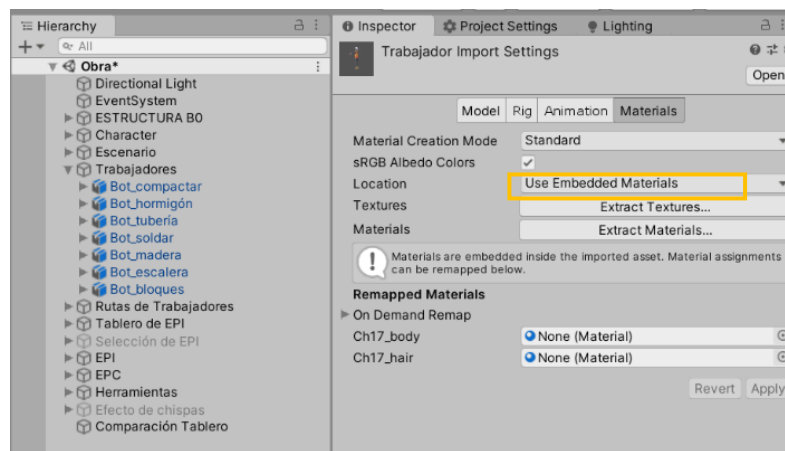 Hierarchy
All
Obra*
Directional Light
EventSystem
ESTRUCTURA B0
Character
Escenario
Trabajadores
Bot_compactar
Bot_hormigón
Bot_tubería
Bot_soldar
Bot_madera
Bot_escalera
Bot_bloques
Rutas de Trabajadores
Tablero de EPI
Selección de EPI
EPI
EPC
Herramientas
Efecto de chispas
Comparación Tablero
Inspector Project Settings Lighting
Trabajador Import Settings
Open
Model Rig Animation Materials
Material Creation Mode Standard
sRGB Albedo Colors
Location Use Embedded Materials
Textures Extract Textures...
Materials Extract Materials...
Materials are embedded inside the imported asset. Material assignments
can be remapped below.
Remapped Materials
On Demand Remap
Ch17_body None (Material)
Ch17_hair None (Material)
Revert Apply